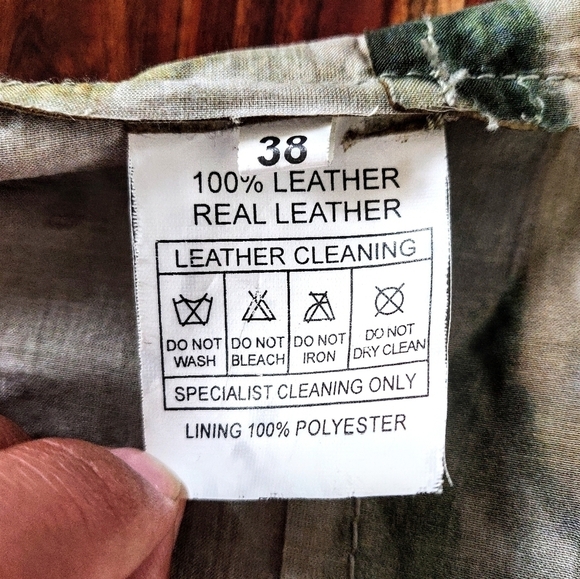 38
100% LEATHER
REAL LEATHER
LEATHER CLEANING
DO NOT WASH
DO NOT BLEACH
DO NOT IRON
DO NOT DRY CLEAN
SPECIALIST CLEANING ONLY
LINING 100% POLYESTER